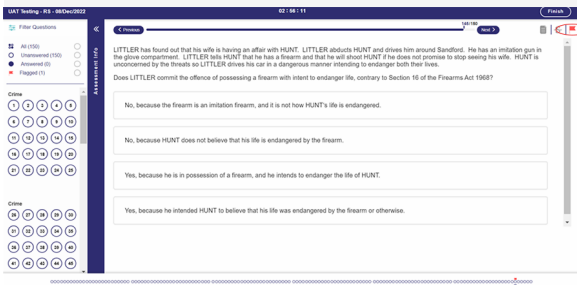 UAT Testing - RS - 08/Dec/2022
02 : 56 : 11
Finish
Filter Questions
All (150)
Unanswered (150)
Answered (0)
Flagged (1)
Crime
1 2 3 4 5
6 7 8 9 10
11 12 13 14 15
16 17 18 19 20
21 22 23 24 25
Crime
26 27 28 29 30
31 32 33 34 35
36 37 38 39 40
41 42 43 44 45
Assessment Info
Previous
145/150
Next
LITTLER has found out that his wife is having an affair with HUNT. LITTLER abducts HUNT and drives him around Sandford. He has an imitation gun in
the glove compartment. LITTLER tells HUNT that he has a firearm and that he will shoot HUNT if he does not promise to stop seeing his wife. HUNT is
unconcerned by the threats so LITTLER drives his car in a dangerous manner intending to endanger both their lives.
Does LITTLER commit the offence of possessing a firearm with intent to endanger life, contrary to Section 16 of the Firearms Act 1968?
No, because the firearm is an imitation firearm, and it is not how HUNT's life is endangered.
No, because HUNT does not believe that his life is endangered by the firearm.
Yes, because he is in possession of a firearm, and he intends to endanger the life of HUNT.
Yes, because he intended HUNT to believe that his life was endangered by the firearm or otherwise.